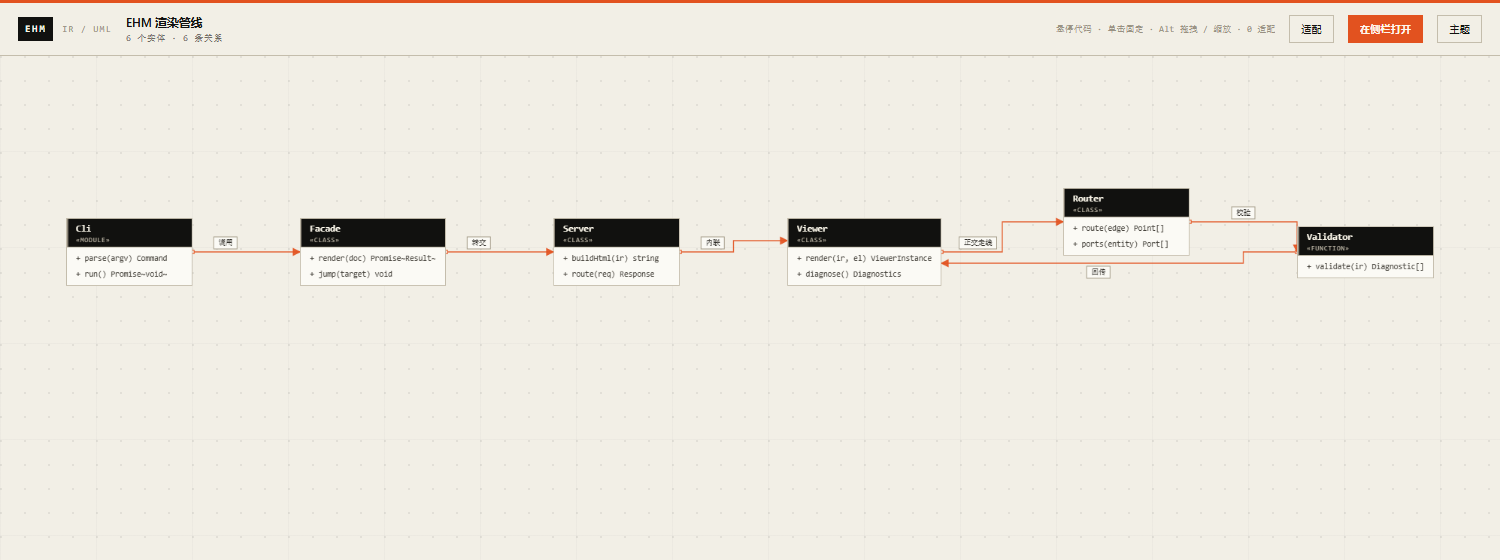 EHM
IR / UML
EHM 渲染管线
6 个实体 · 6 条关系
悬停代码 · 单击固定 · Alt 拖拽 / 缩放 · 0 适配
适配
在侧栏打开
主题
Cli
«MODULE»
+ parse(argv) Command
+ run() Promise~void~
调用
Facade
«CLASS»
+ render(doc) Promise~Result~
+ jump(target) void
转交
Server
«CLASS»
+ buildHtml(ir) string
+ route(req) Response
内联
Viewer
«CLASS»
+ render(ir, el) ViewerInstance
+ diagnose() Diagnostics
正交走线
Router
«CLASS»
+ route(edge) Point[]
+ ports(entity) Port[]
校验
回传
Validator
«FUNCTION»
+ validate(ir) Diagnostic[]